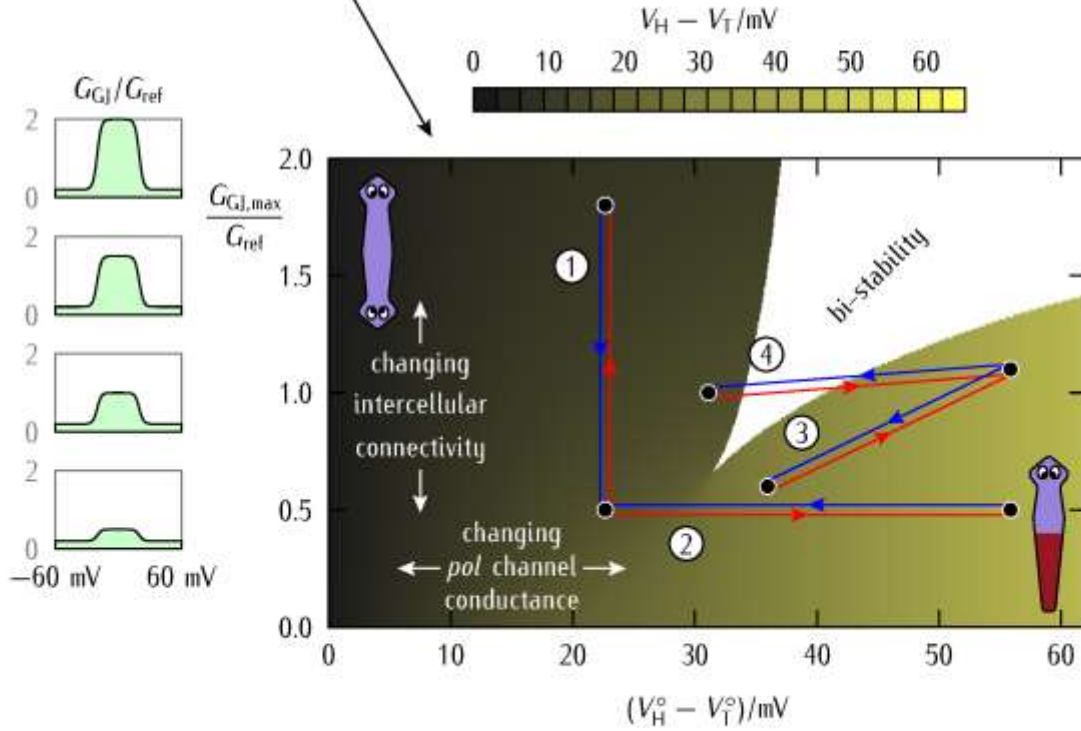 V_H − V_T/mV
0 10 20 30 40 50 60
G_GJ/G_ref
2
0
2
0
2
0
2
0
−60 mV 60 mV
G_GJ,max
G_ref
2.0
1.5
1.0
0.5
0.0
changing
intercellular
connectivity
changing
pol channel
conductance
1
2
3
4
bi–stability
0 10 20 30 40 50 60
(V°_H − V°_T)/mV